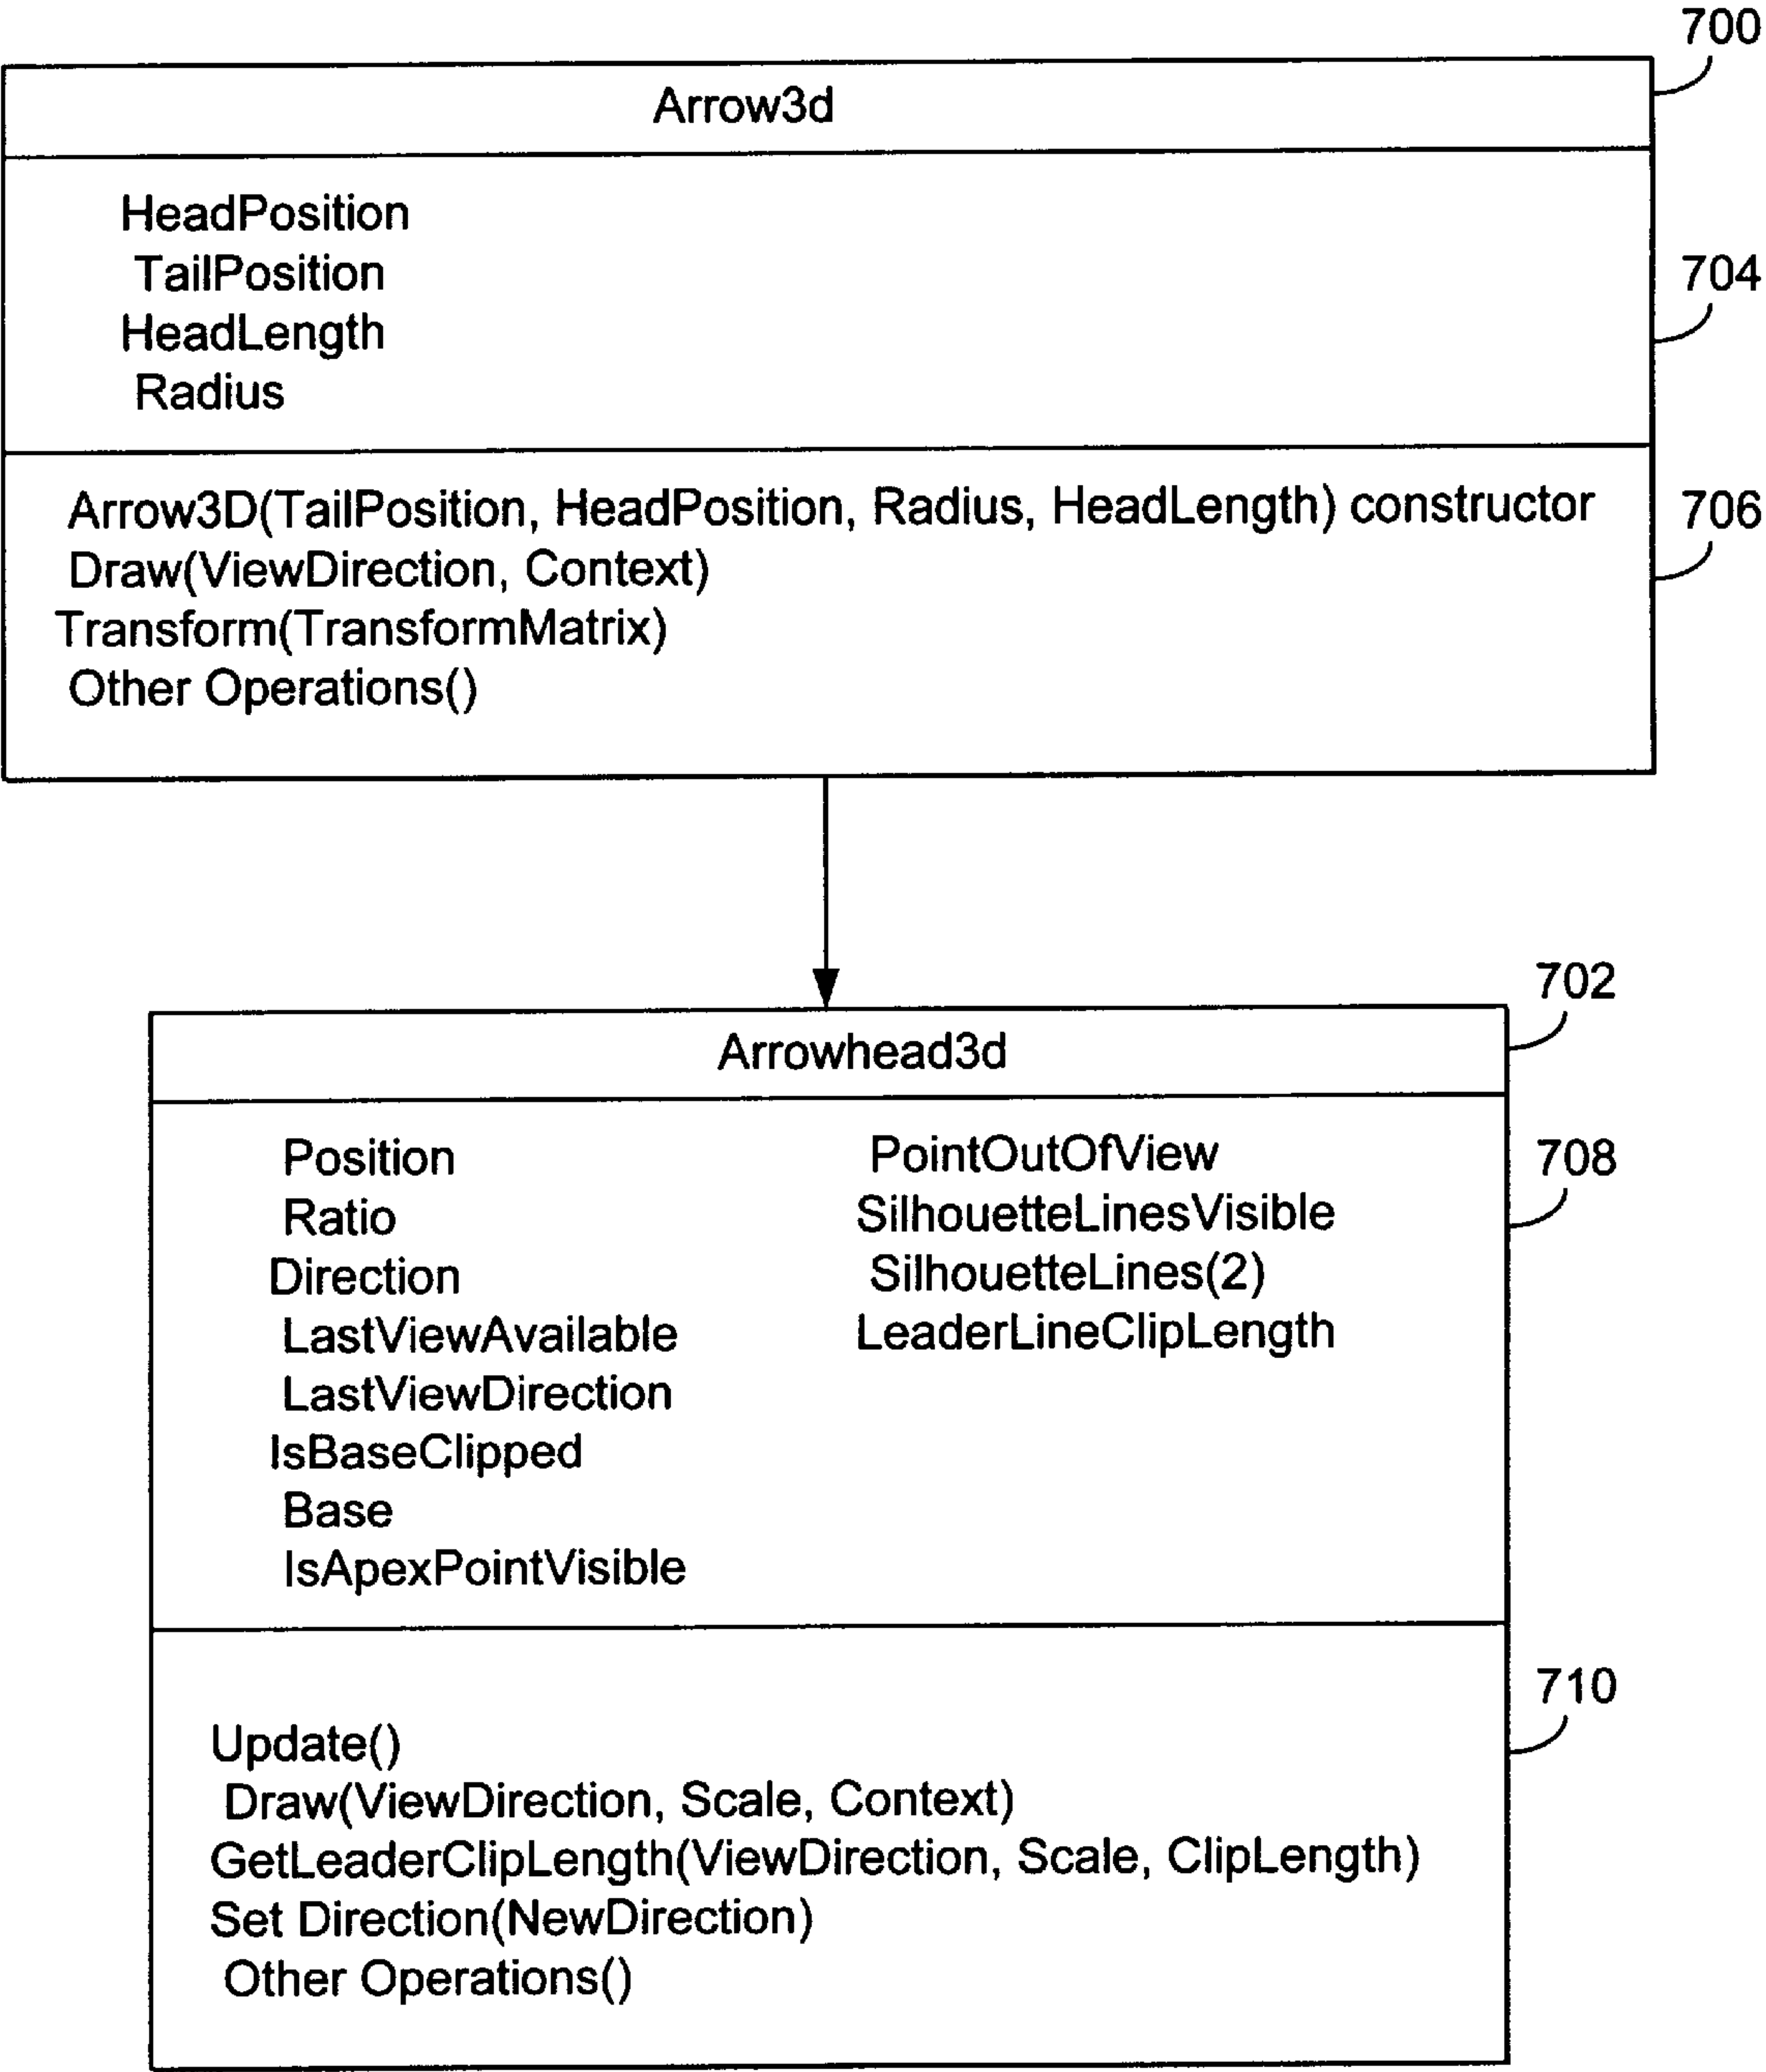 700
Arrow3d
HeadPosition
TailPosition
HeadLength
Radius
704
Arrow3D(TailPosition, HeadPosition, Radius, HeadLength) constructor
Draw(ViewDirection, Context)
Transform(TransformMatrix)
Other Operations()
706
702
Arrowhead3d
Position
Ratio
Direction
LastViewAvailable
LastViewDirection
IsBaseClipped
Base
IsApexPointVisible
PointOutOfView
SilhouetteLinesVisible
SilhouetteLines(2)
LeaderLineClipLength
708
710
Update()
Draw(ViewDirection, Scale, Context)
GetLeaderClipLength(ViewDirection, Scale, ClipLength)
Set Direction(NewDirection)
Other Operations()